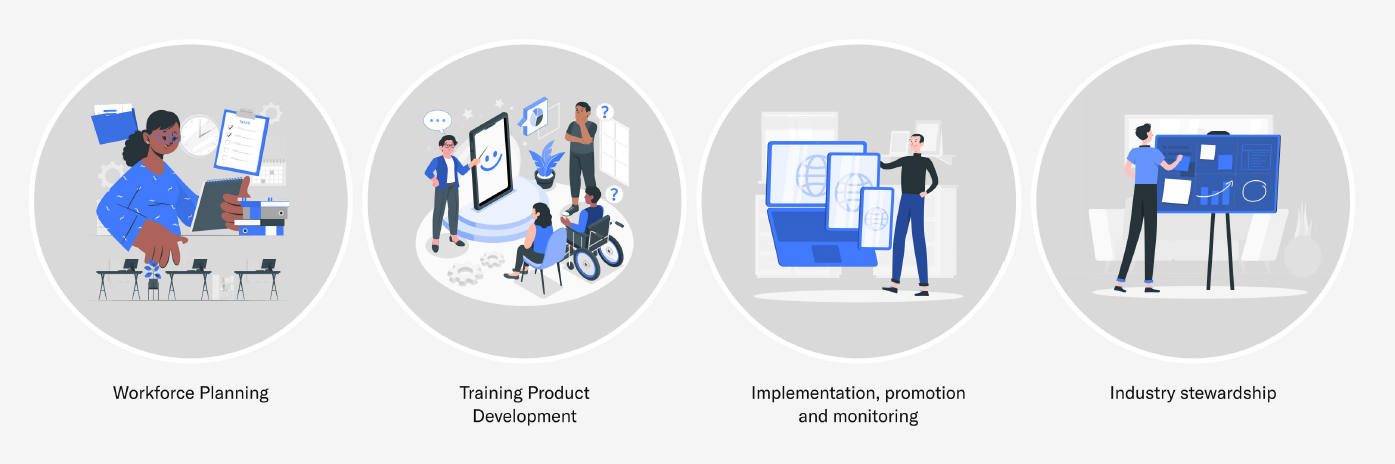 Workforce Planning
Training Product
Development
Implementation, promotion
and monitoring
Industry stewardship
?
?